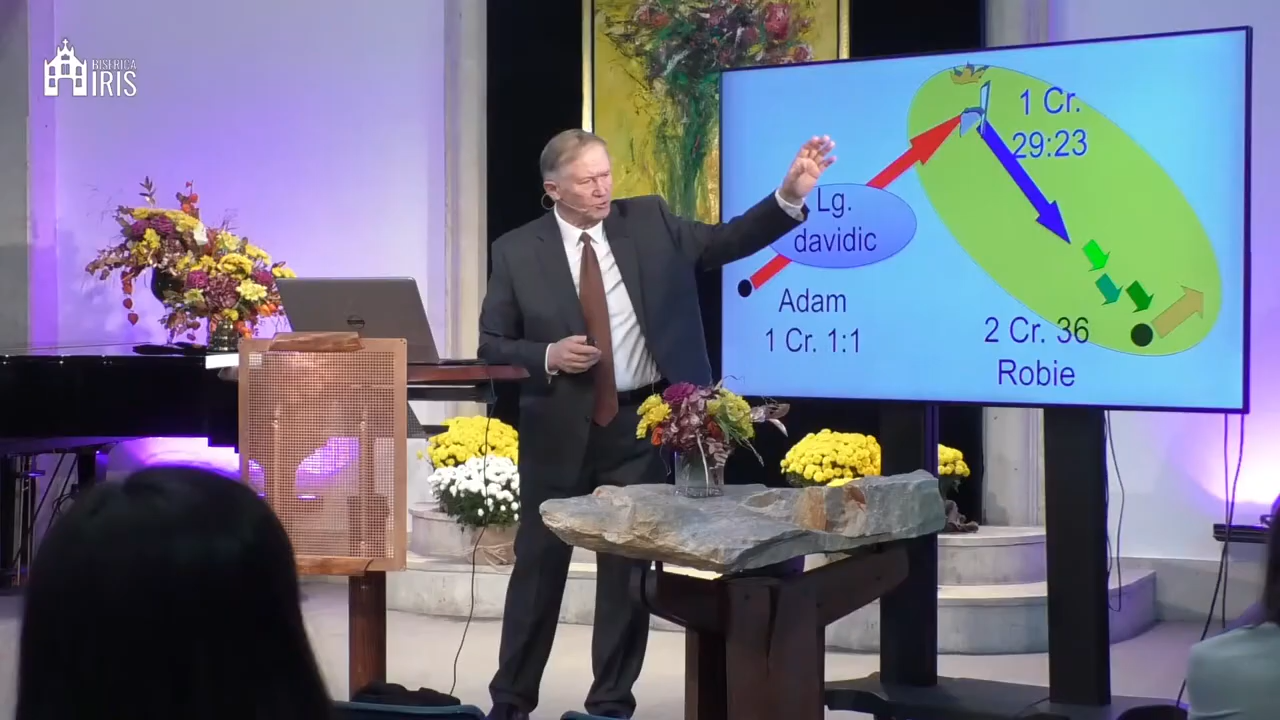 BISERICA
IRIS
1 Cr.
29:23
Lg.
davidic
Adam
1 Cr. 1:1
2 Cr. 36
Robie